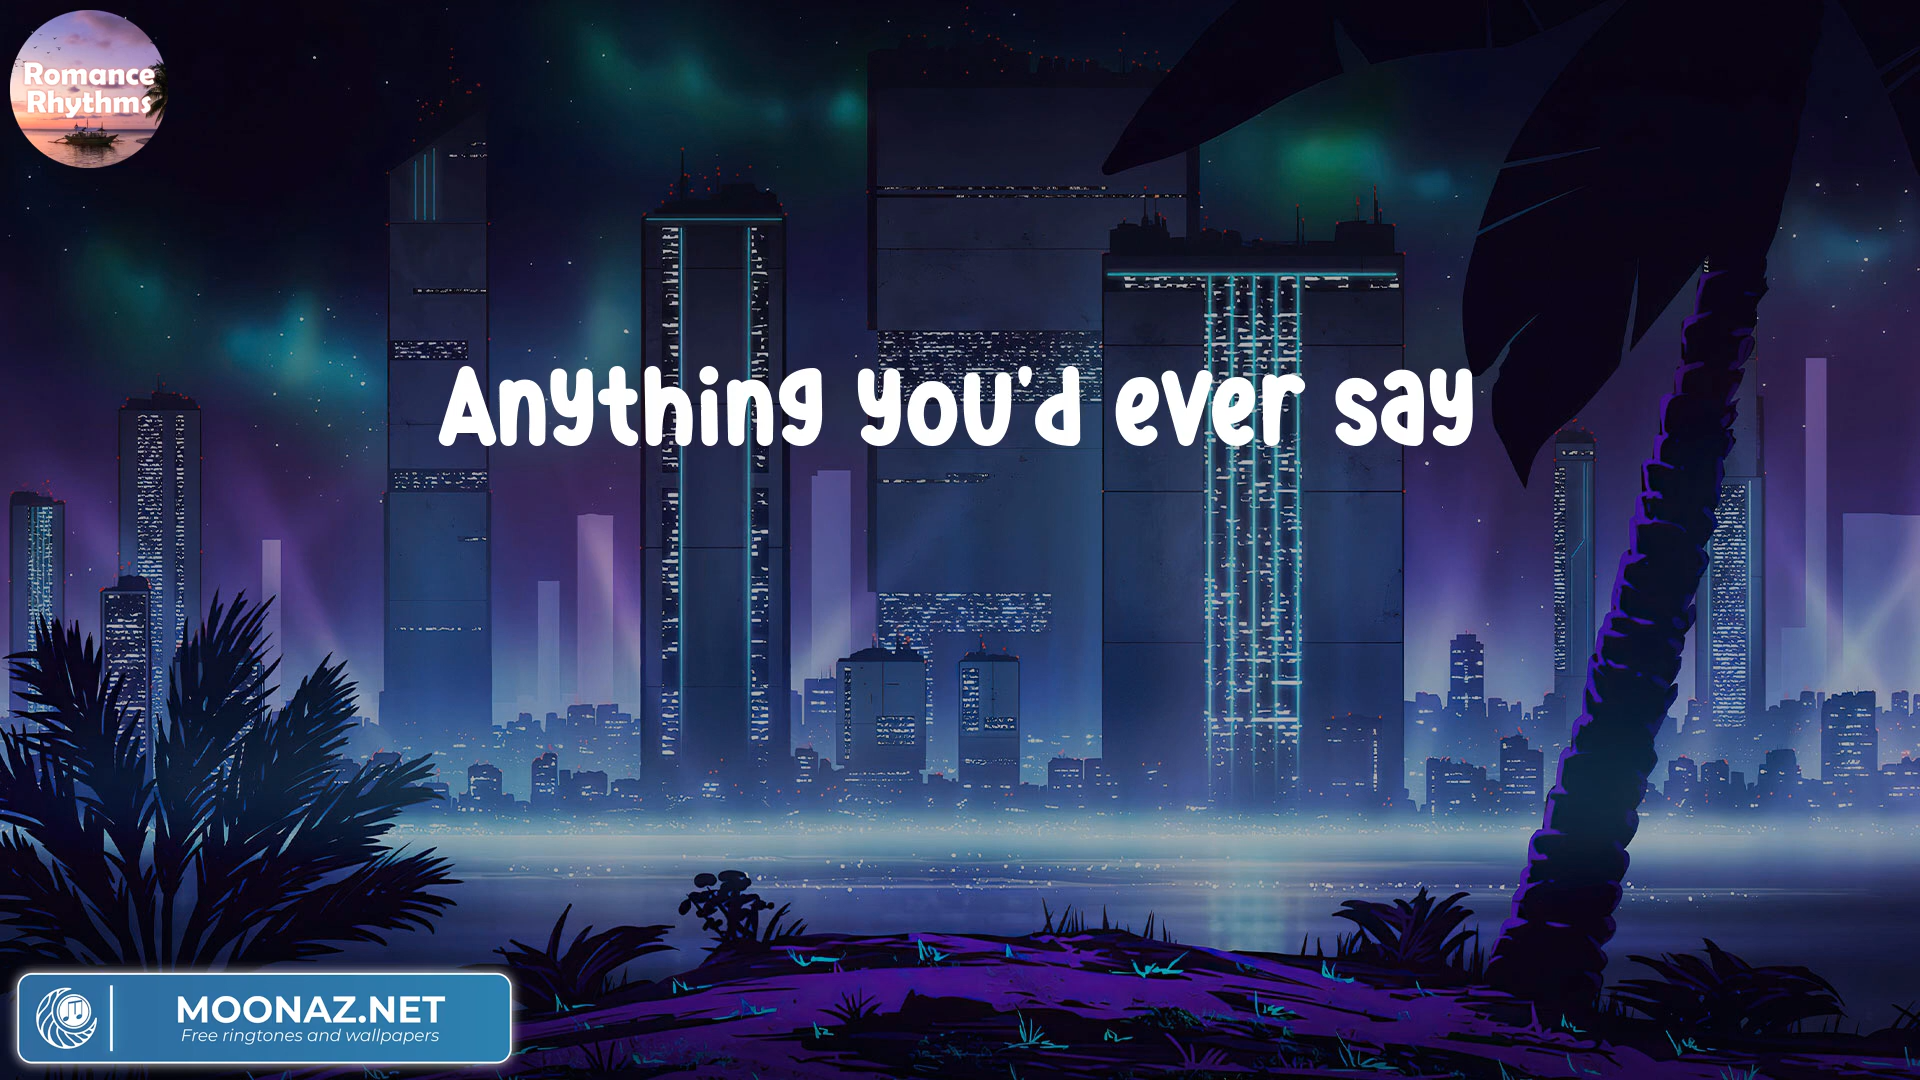 Romance
Rhythms
Anything you'd ever say
MOONAZ.NET
Free ringtones and wallpapers